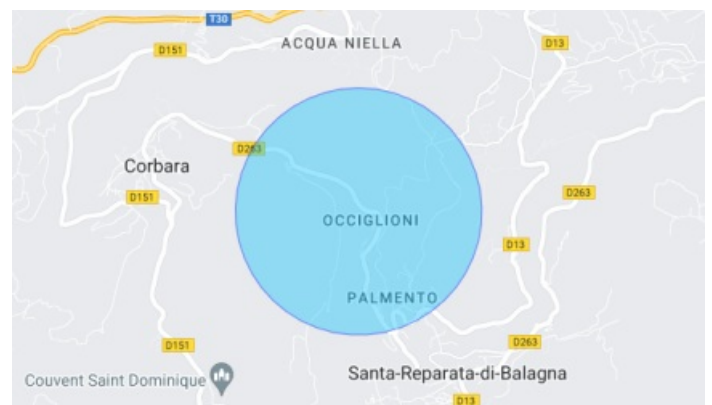 T30
ACQUA NIELLA
D13
D151
D263
Corbara
D151
D263
OCCIGLIONI
D13
PALMENTO
D151
D263
Santa-Reparata-di-Balagna
Couvent Saint Dominique
D13